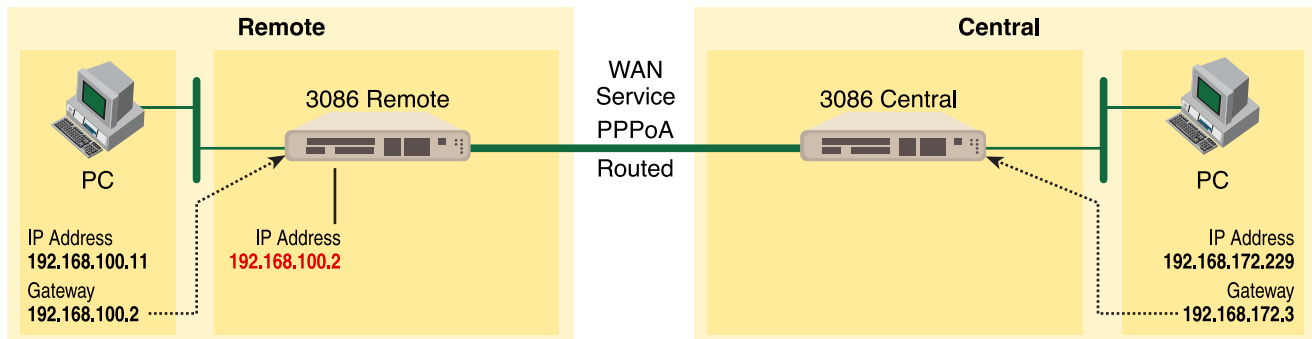 Remote
PC
IP Address
192.168.100.11
Gateway
192.168.100.2
3086 Remote
IP Address
192.168.100.2
WAN
Service
PPPoA
Routed
Central
3086 Central
PC
IP Address
192.168.172.229
Gateway
192.168.172.3